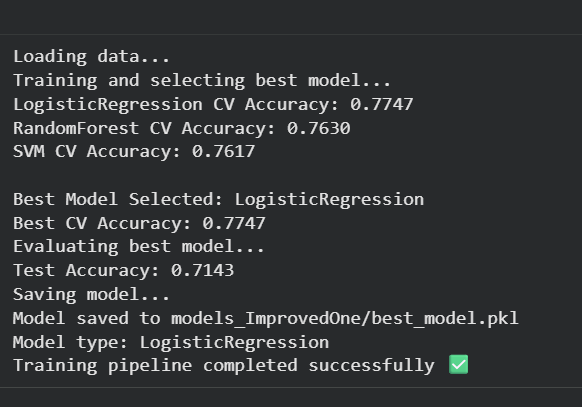 Loading data...
Training and selecting best model...
LogisticRegression CV Accuracy: 0.7747
RandomForest CV Accuracy: 0.7630
SVM CV Accuracy: 0.7617
Best Model Selected: LogisticRegression
Best CV Accuracy: 0.7747
Evaluating best model...
Test Accuracy: 0.7143
Saving model...
Model saved to models_ImprovedOne/best_model.pkl
Model type: LogisticRegression
Training pipeline completed successfully ✅